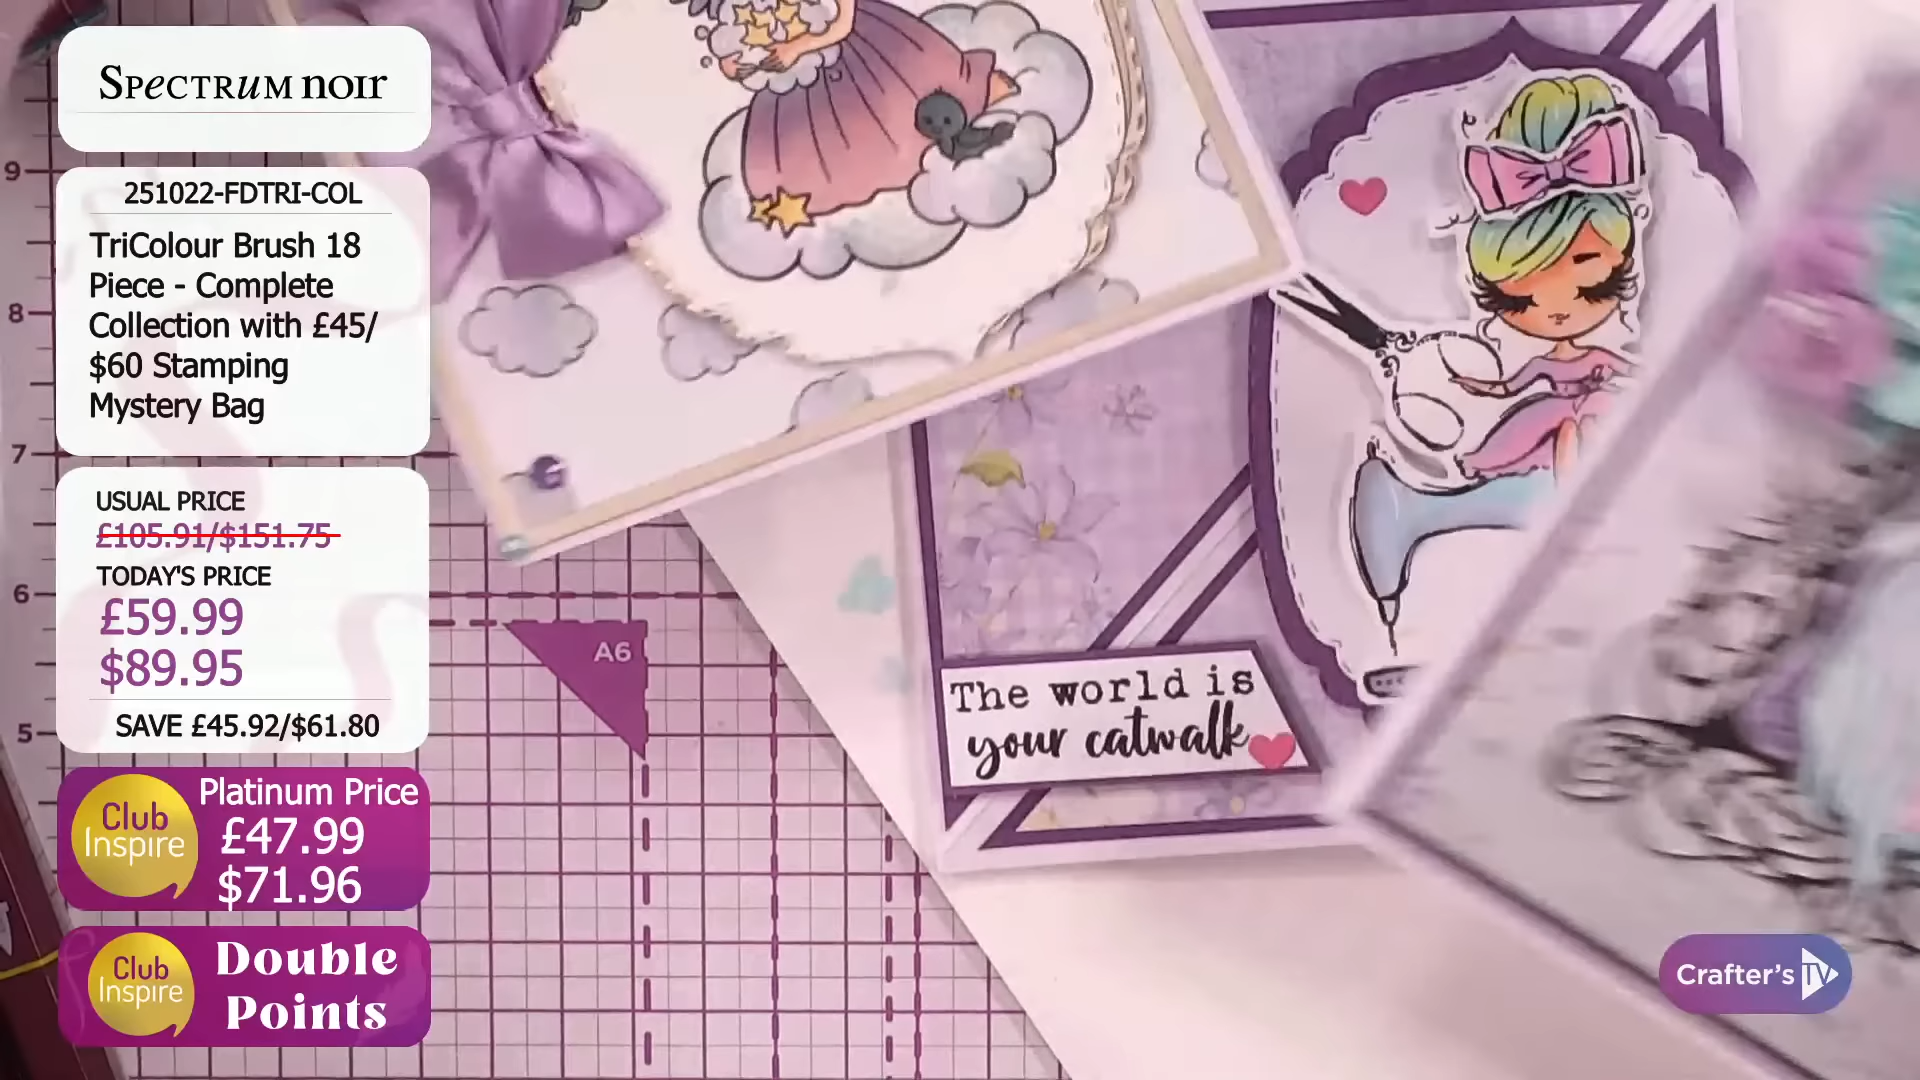 SPECTRUM NOIR
251022-FDTRI-COL
TriColour Brush 18
Piece - Complete
Collection with £45/
$60 Stamping
Mystery Bag
USUAL PRICE
£105.91/$151.75
TODAY'S PRICE
£59.99
$89.95
SAVE £45.92/$61.80
Club
Inspire
Platinum Price
£47.99
$71.96
Club
Inspire
Double
Points
9
8
7
6
5
A6
The world is
your catwalk
Crafter's TV